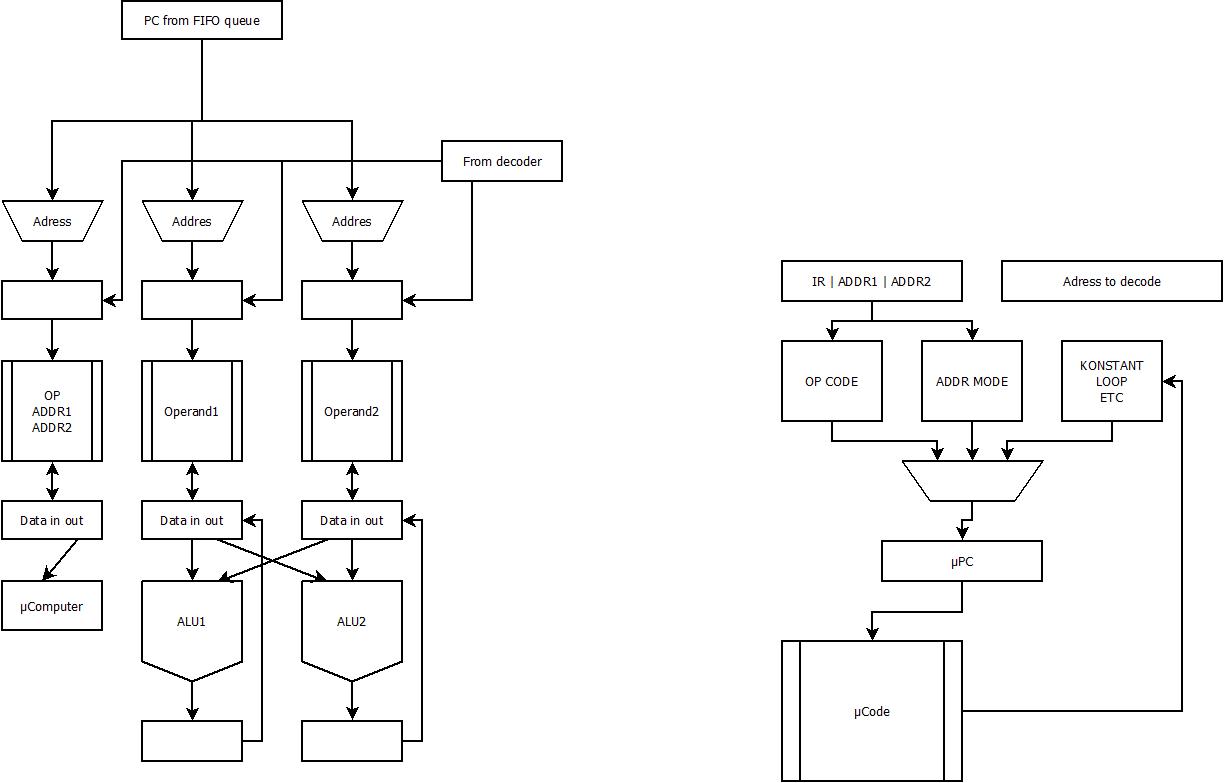 PC from FIFO queue
From decoder
Adress
Addres
Addres
IR | ADDR1 | ADDR2
Adress to decode
OP
ADDR1
ADDR2
Operand1
Operand2
OP CODE
ADDR MODE
KONSTANT
LOOP
ETC
Data in out
Data in out
Data in out
µPC
µComputer
ALU1
ALU2
µCode